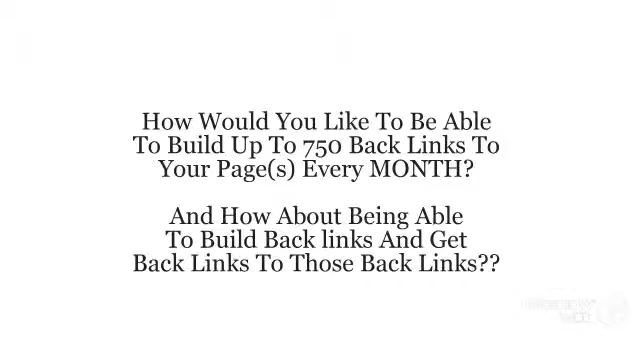 How Would You Like To Be Able
To Build Up To 750 Back Links To
Your Page(s) Every MONTH?
And How About Being Able
To Build Back links And Get
Back Links To Those Back Links??